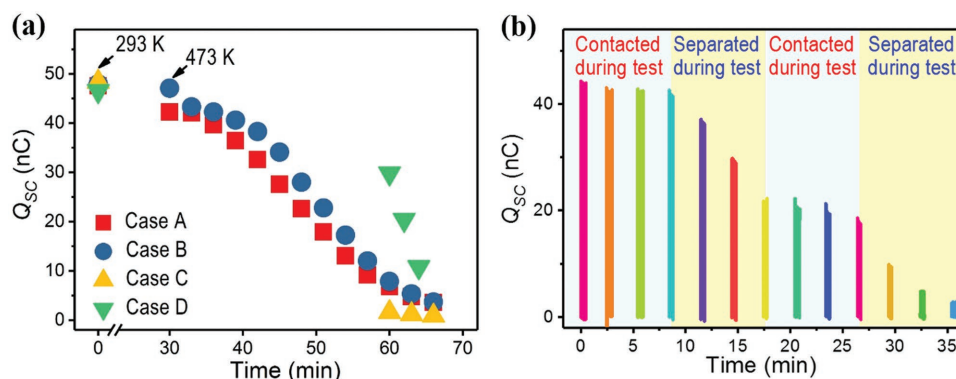 (a)
293 K
473 K
Q_SC (nC)
50
40
30
20
10
0
Case A
Case B
Case C
Case D
0 30 40 50 60 70
Time (min)
(b)
Contacted Separated Contacted Separated
during test during test during test during test
Q_SC (nC)
40
20
0
0 5 10 15 20 25 30 35
Time (min)